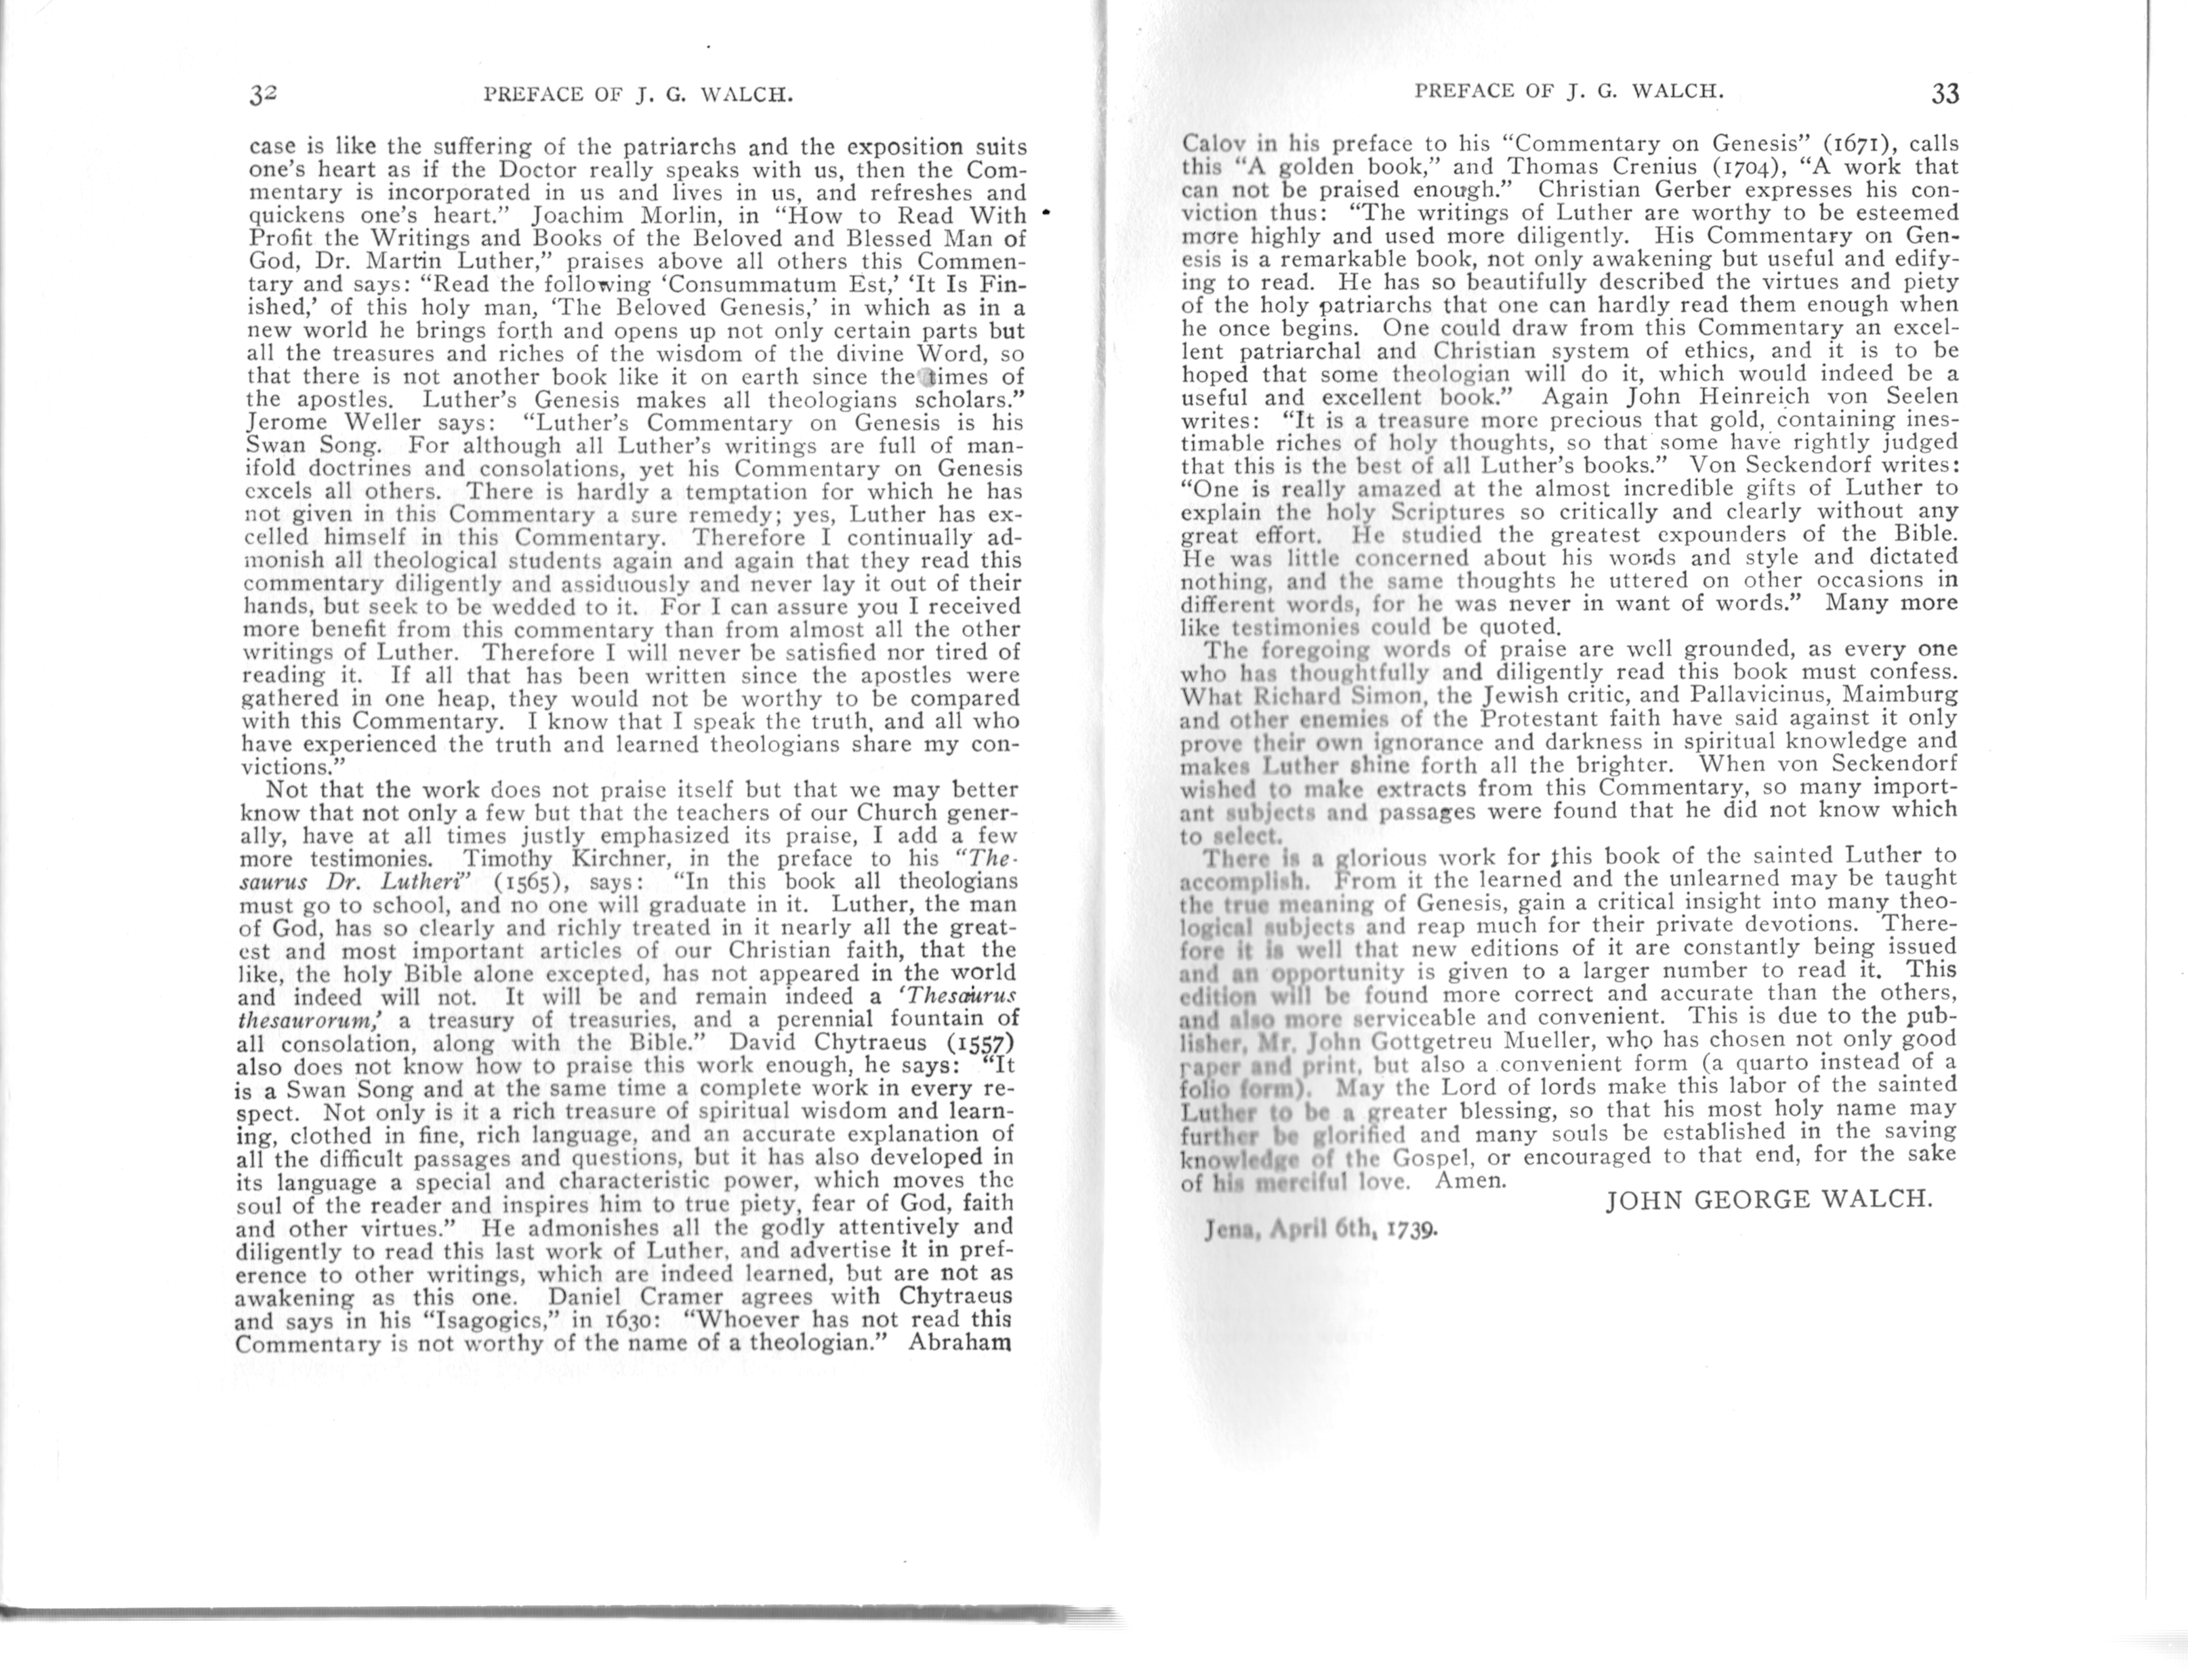 32 PREFACE OF J. G. WALCH.
case is like the suffering of the patriarchs and the exposition suits
one's heart as if the Doctor really speaks with us, then the Com-
mentary is incorporated in us and lives in us, and refreshes and
quickens one's heart.” Joachim Morlin, in “How to Read With
Profit the Writings and Books of the Beloved and Blessed Man of
God, Dr. Martin Luther,” praises above all others this Commen-
tary and says: “Read the following ‘Consummatum Est,’ ‘It Is Fin-
ished,’ of this holy man, ‘The Beloved Genesis,’ in which as in a
new world he brings forth and opens up not only certain parts but
all the treasures and riches of the wisdom of the divine Word, so
that there is not another book like it on earth since the times of
the apostles. Luther's Genesis makes all theologians scholars.”
Jerome Weller says: “Luther's Commentary on Genesis is his
Swan Song. For although all Luther's writings are full of man-
ifold doctrines and consolations, yet his Commentary on Genesis
excels all others. There is hardly a temptation for which he has
not given in this Commentary a sure remedy; yes, Luther has ex-
celled himself in this Commentary. Therefore I continually ad-
monish all theological students again and again that they read this
commentary diligently and assiduously and never lay it out of their
hands, but seek to be wedded to it. For I can assure you I received
more benefit from this commentary than from almost all the other
writings of Luther. Therefore I will never be satisfied nor tired of
reading it. If all that has been written since the apostles were
gathered in one heap, they would not be worthy to be compared
with this Commentary. I know that I speak the truth, and all who
have experienced the truth and learned theologians share my con-
victions.”
Not that the work does not praise itself but that we may better
know that not only a few but that the teachers of our Church gener-
ally, have at all times justly emphasized its praise, I add a few
more testimonies. Timothy Kirchner, in the preface to his “The-
saurus Dr. Lutheri” (1565), says: “In this book all theologians
must go to school, and no one will graduate in it. Luther, the man
of God, has so clearly and richly treated in it nearly all the great-
est and most important articles of our Christian faith, that the
like, the holy Bible alone excepted, has not appeared in the world
and indeed will not. It will be and remain indeed a ‘Thesaurus
thesaurorum,’ a treasury of treasuries, and a perennial fountain of
all consolation, along with the Bible.” David Chytraeus (1557)
also does not know how to praise this work enough, he says: “It
is a Swan Song and at the same time a complete work in every re-
spect. Not only is it a rich treasure of spiritual wisdom and learn-
ing, clothed in fine, rich language, and an accurate explanation of
all the difficult passages and questions, but it has also developed in
its language a special and characteristic power, which moves the
soul of the reader and inspires him to true piety, fear of God, faith
and other virtues.” He admonishes all the godly attentively and
diligently to read this last work of Luther, and advertise it in pref-
erence to other writings, which are indeed learned, but are not as
awakening as this one. Daniel Cramer agrees with Chytraeus
and says in his “Isagogics,” in 1630: “Whoever has not read this
Commentary is not worthy of the name of a theologian.” Abraham
PREFACE OF J. G. WALCH. 33
Calov in his preface to his “Commentary on Genesis” (1671), calls
this “A golden book,” and Thomas Crenius (1704), “A work that
can not be praised enough.” Christian Gerber expresses his con-
viction thus: “The writings of Luther are worthy to be esteemed
more highly and used more diligently. His Commentary on Gen-
esis is a remarkable book, not only awakening but useful and edify-
ing to read. He has so beautifully described the virtues and piety
of the holy patriarchs that one can hardly read them enough when
he once begins. One could draw from this Commentary an excel-
lent patriarchal and Christian system of ethics, and it is to be
hoped that some theologian will do it, which would indeed be a
useful and excellent book.” Again John Heinreich von Seelen
writes: “It is a treasure more precious that gold, containing ines-
timable riches of holy thoughts, so that some have rightly judged
that this is the best of all Luther's books.” Von Seckendorf writes:
“One is really amazed at the almost incredible gifts of Luther to
explain the holy Scriptures so critically and clearly without any
great effort. He studied the greatest expounders of the Bible.
He was little concerned about his words and style and dictated
nothing, and the same thoughts he uttered on other occasions in
different words, for he was never in want of words.” Many more
like testimonies could be quoted.
The foregoing words of praise are well grounded, as every one
who has thoughtfully and diligently read this book must confess.
What Richard Simon, the Jewish critic, and Pallavicinus, Maimburg
and other enemies of the Protestant faith have said against it only
prove their own ignorance and darkness in spiritual knowledge and
makes Luther shine forth all the brighter. When von Seckendorf
wished to make extracts from this Commentary, so many import-
ant subjects and passages were found that he did not know which
to select.
There is a glorious work for this book of the sainted Luther to
accomplish. From it the learned and the unlearned may be taught
the true meaning of Genesis, gain a critical insight into many theo-
logical subjects and reap much for their private devotions. There-
fore it is well that new editions of it are constantly being issued
and an opportunity is given to a larger number to read it. This
edition will be found more correct and accurate than the others,
and also more serviceable and convenient. This is due to the pub-
lisher, Mr. John Gottgetreu Mueller, who has chosen not only good
paper and print, but also a convenient form (a quarto instead of a
folio form). May the Lord of lords make this labor of the sainted
Luther to be a greater blessing, so that his most holy name may
further be glorified and many souls be established in the saving
knowledge of the Gospel, or encouraged to that end, for the sake
of his merciful love. Amen.
JOHN GEORGE WALCH.
Jena, April 6th, 1739.